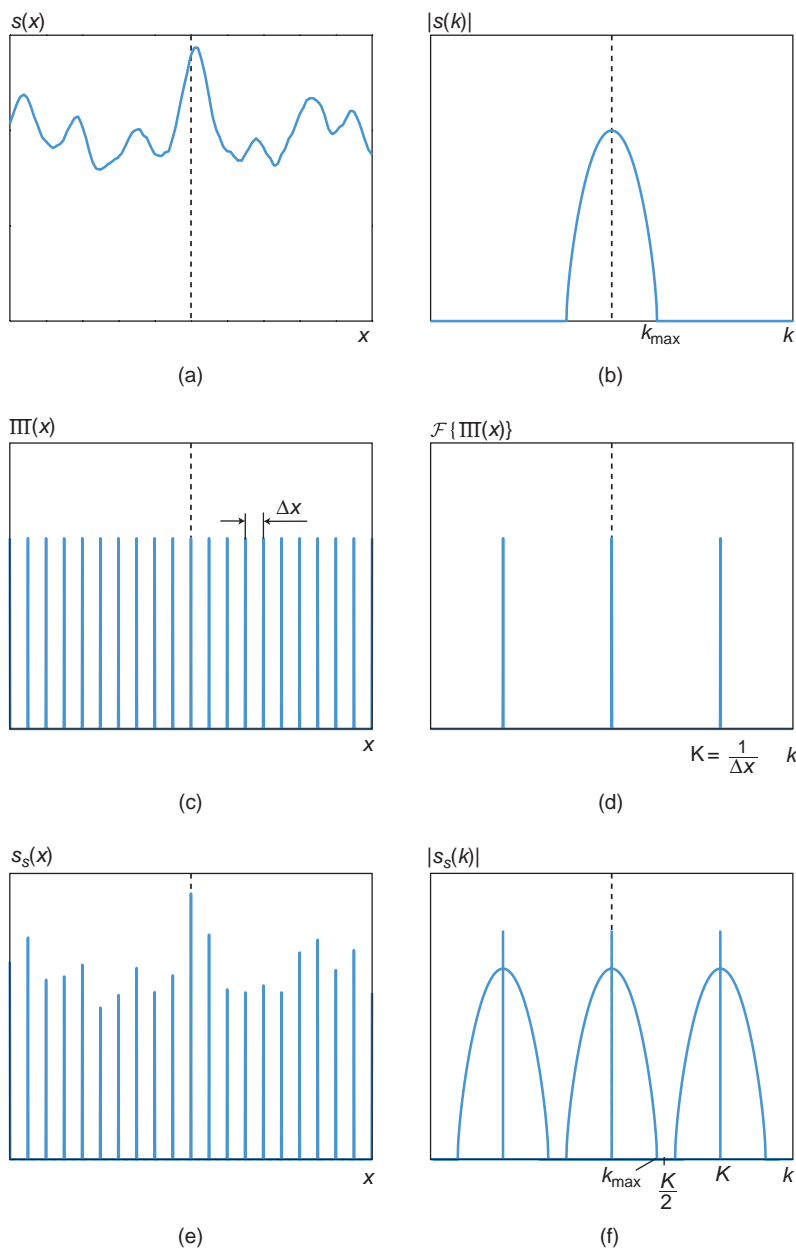 s(x) |s(k)|
x k_max k
(a) (b)
Ш(x) ℱ{Ш(x)}
Δx
x K = 1/Δx k
(c) (d)
s_s(x) |s_s(k)|
x k_max K/2 K k
(e) (f)